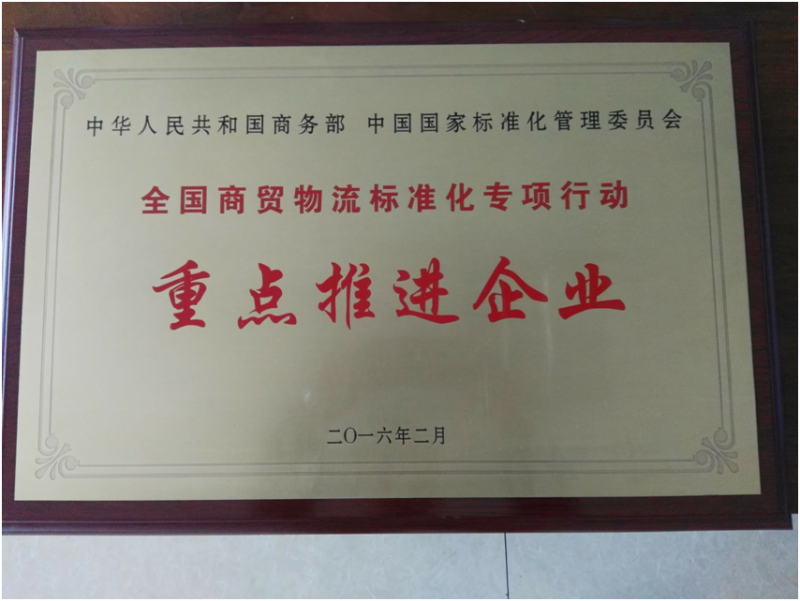 中华人民共和国商务部 中国国家标准化管理委员会
全国商贸物流标准化专项行动
重点推进企业
二〇一六年二月